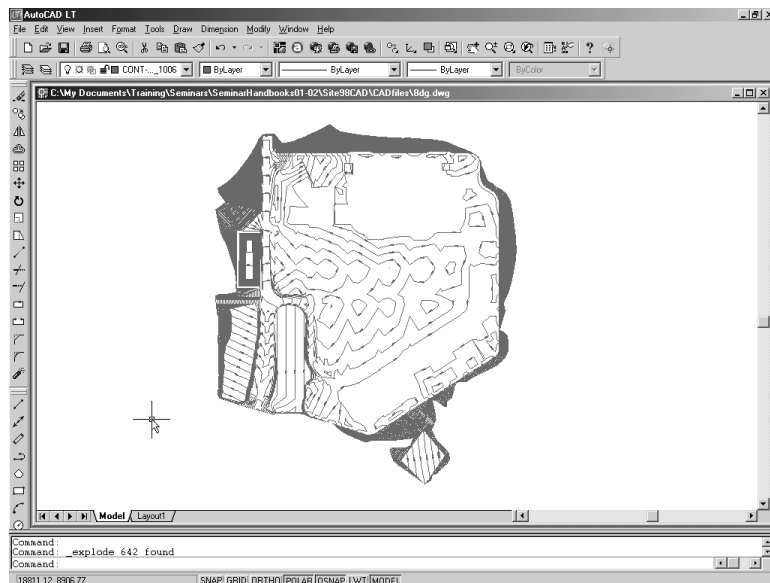 AutoCAD LT
File Edit View Insert Format Tools Draw Dimension Modify Window Help
CONT-..._1006 ByLayer ByLayer ByLayer ByColor
C:\My Documents\Training\Seminars\SeminarHandbooks01-02\Site98CAD\CADfiles\8dg.dwg
Model Layout1
Command:
Command: _explode 642 found
Command:
18811.12, 8906.77 SNAP GRID ORTHO POLAR OSNAP LWT MODEL